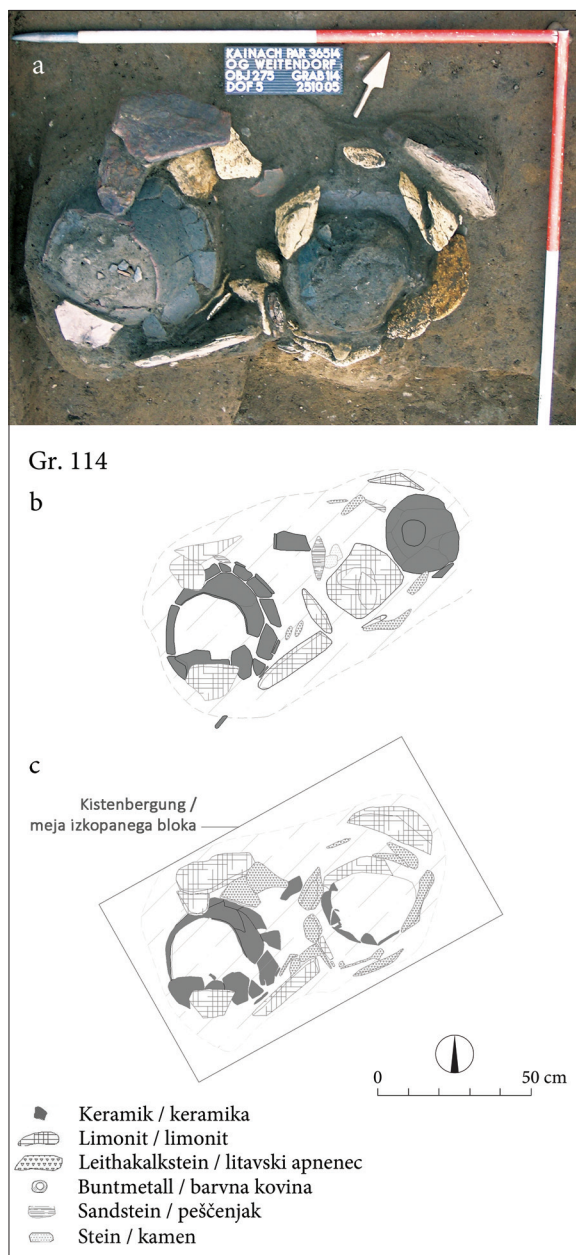 a
KAINACH PAR 36514
OG WEITENDORF
OBJ 275 GRAB 114
DOF 5 251005
Gr. 114
b
c
Kistenbergung /
meja izkopanega bloka
0 50 cm
Keramik / keramika
Limonit / limonit
Leithakalkstein / litavski apnenec
Buntmetall / barvna kovina
Sandstein / peščenjak
Stein / kamen